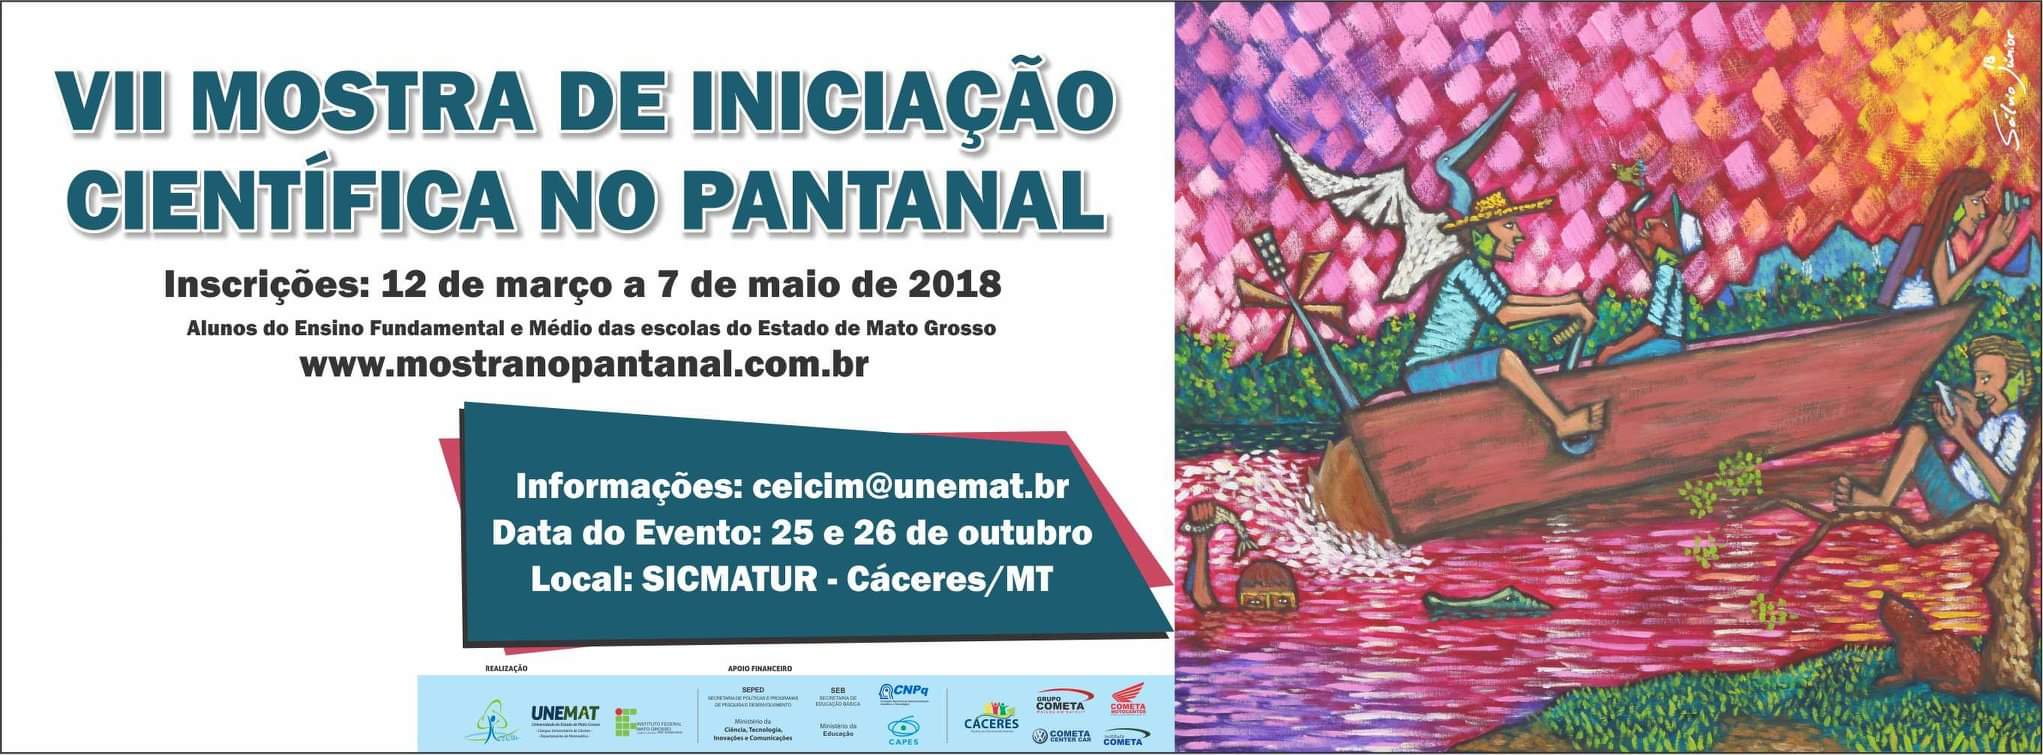 VII MOSTRA DE INICIAÇÃO
CIENTÍFICA NO PANTANAL
Inscrições: 12 de março a 7 de maio de 2018
Alunos do Ensino Fundamental e Médio das escolas do Estado de Mato Grosso
www.mostranopantanal.com.br
Informações: ceicim@unemat.br
Data do Evento: 25 e 26 de outubro
Local: SICMATUR - Cáceres/MT
Salvio Junior
18
REALIZAÇÃO
APOIO FINANCEIRO
UNEMAT
Universidade do Estado de Mato Grosso
INSTITUTO FEDERAL
MATO GROSSO
SEPED
SECRETARIA DE POLÍTICAS E PROGRAMAS
DE PESQUISA E DESENVOLVIMENTO
Ministério da
Ciência, Tecnologia,
Inovações e Comunicações
SEB
SECRETARIA DE
EDUCAÇÃO BÁSICA
Ministério da
Educação
CNPq
CAPES
CÁCERES
GRUPO
COMETA
COMETA
MOTOCENTER
COMETA
CENTER CAR
Instituto
COMETA